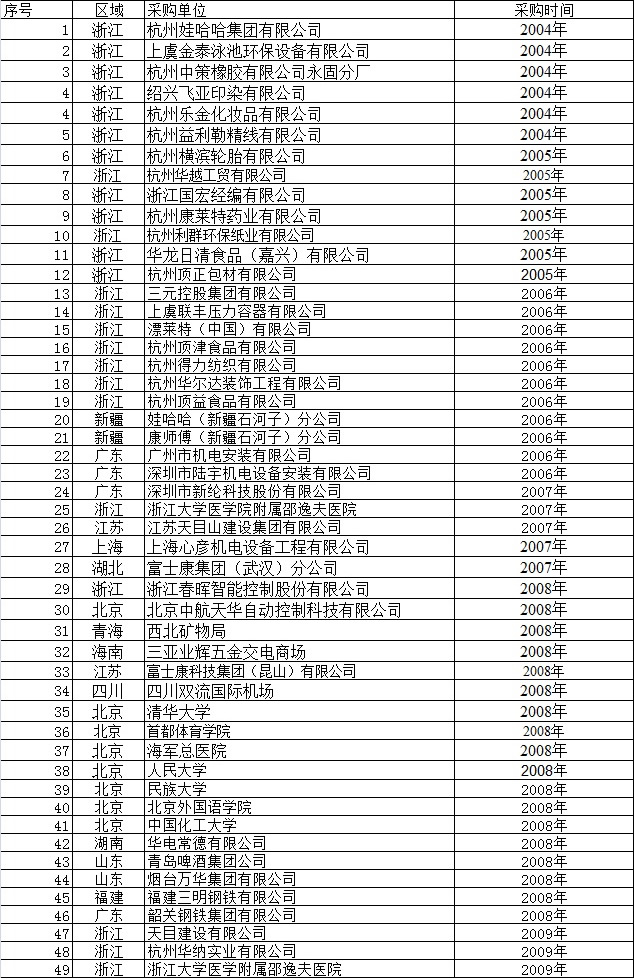 序号 区域 采购单位 采购时间
1 浙江 杭州娃哈哈集团有限公司 2004年
2 浙江 上虞金泰泳池环保设备有限公司 2004年
3 浙江 杭州中策橡胶有限公司永固分厂 2004年
4 浙江 绍兴飞亚印染有限公司 2004年
4 浙江 杭州乐金化妆品有限公司 2004年
5 浙江 杭州益利勒精线有限公司 2004年
6 浙江 杭州横滨轮胎有限公司 2005年
7 浙江 杭州华越工贸有限公司 2005年
8 浙江 浙江国宏经编有限公司 2005年
9 浙江 杭州康莱特药业有限公司 2005年
10 浙江 杭州利群环保纸业有限公司 2005年
11 浙江 华龙日清食品（嘉兴）有限公司 2005年
12 浙江 杭州顶正包材有限公司 2005年
13 浙江 三元控股集团有限公司 2006年
14 浙江 上虞联丰压力容器有限公司 2006年
15 浙江 漂莱特（中国）有限公司 2006年
16 浙江 杭州顶津食品有限公司 2006年
17 浙江 杭州得力纺织有限公司 2006年
18 浙江 杭州华尔达装饰工程有限公司 2006年
19 浙江 杭州顶益食品有限公司 2006年
20 新疆 娃哈哈（新疆石河子）分公司 2006年
21 新疆 康师傅（新疆石河子）分公司 2006年
22 广东 广州市机电安装有限公司 2006年
23 广东 深圳市陆宇机电设备安装有限公司 2006年
24 广东 深圳市新纶科技股份有限公司 2007年
25 浙江 浙江大学医学院附属邵逸夫医院 2007年
26 江苏 江苏天目山建设集团有限公司 2007年
27 上海 上海心彦机电设备工程有限公司 2007年
28 湖北 富士康集团（武汉）分公司 2007年
29 浙江 浙江春晖智能控制股份有限公司 2008年
30 北京 北京中航天华自动控制科技有限公司 2008年
31 青海 西北矿物局 2008年
32 海南 三亚业辉五金交电商场 2008年
33 江苏 富士康科技集团（昆山）有限公司 2008年
34 四川 四川双流国际机场 2008年
35 北京 清华大学 2008年
36 北京 首都体育学院 2008年
37 北京 海军总医院 2008年
38 北京 人民大学 2008年
39 北京 民族大学 2008年
40 北京 北京外国语学院 2008年
41 北京 中国化工大学 2008年
42 湖南 华电常德有限公司 2008年
43 山东 青岛啤酒集团公司 2008年
44 山东 烟台万华集团有限公司 2008年
45 福建 福建三明钢铁有限公司 2008年
46 广东 韶关钢铁集团有限公司 2008年
47 浙江 天目建设有限公司 2009年
48 浙江 杭州华纳实业有限公司 2009年
49 浙江 浙江大学医学附属邵逸夫医院 2009年